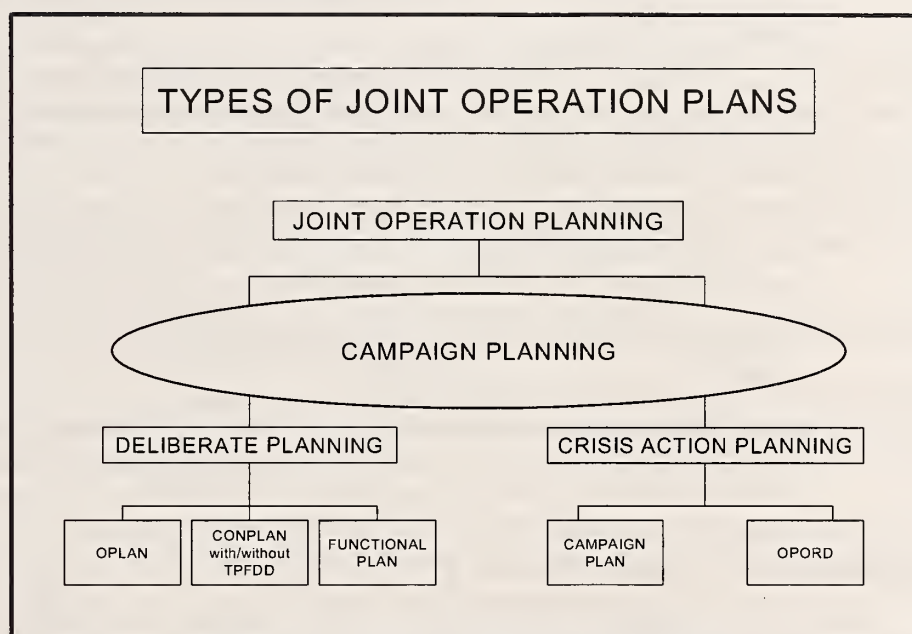 TYPES OF JOINT OPERATION PLANS
JOINT OPERATION PLANNING
CAMPAIGN PLANNING
DELIBERATE PLANNING
CRISIS ACTION PLANNING
OPLAN
CONPLAN
with/without
TPFDD
FUNCTIONAL
PLAN
CAMPAIGN
PLAN
OPORD